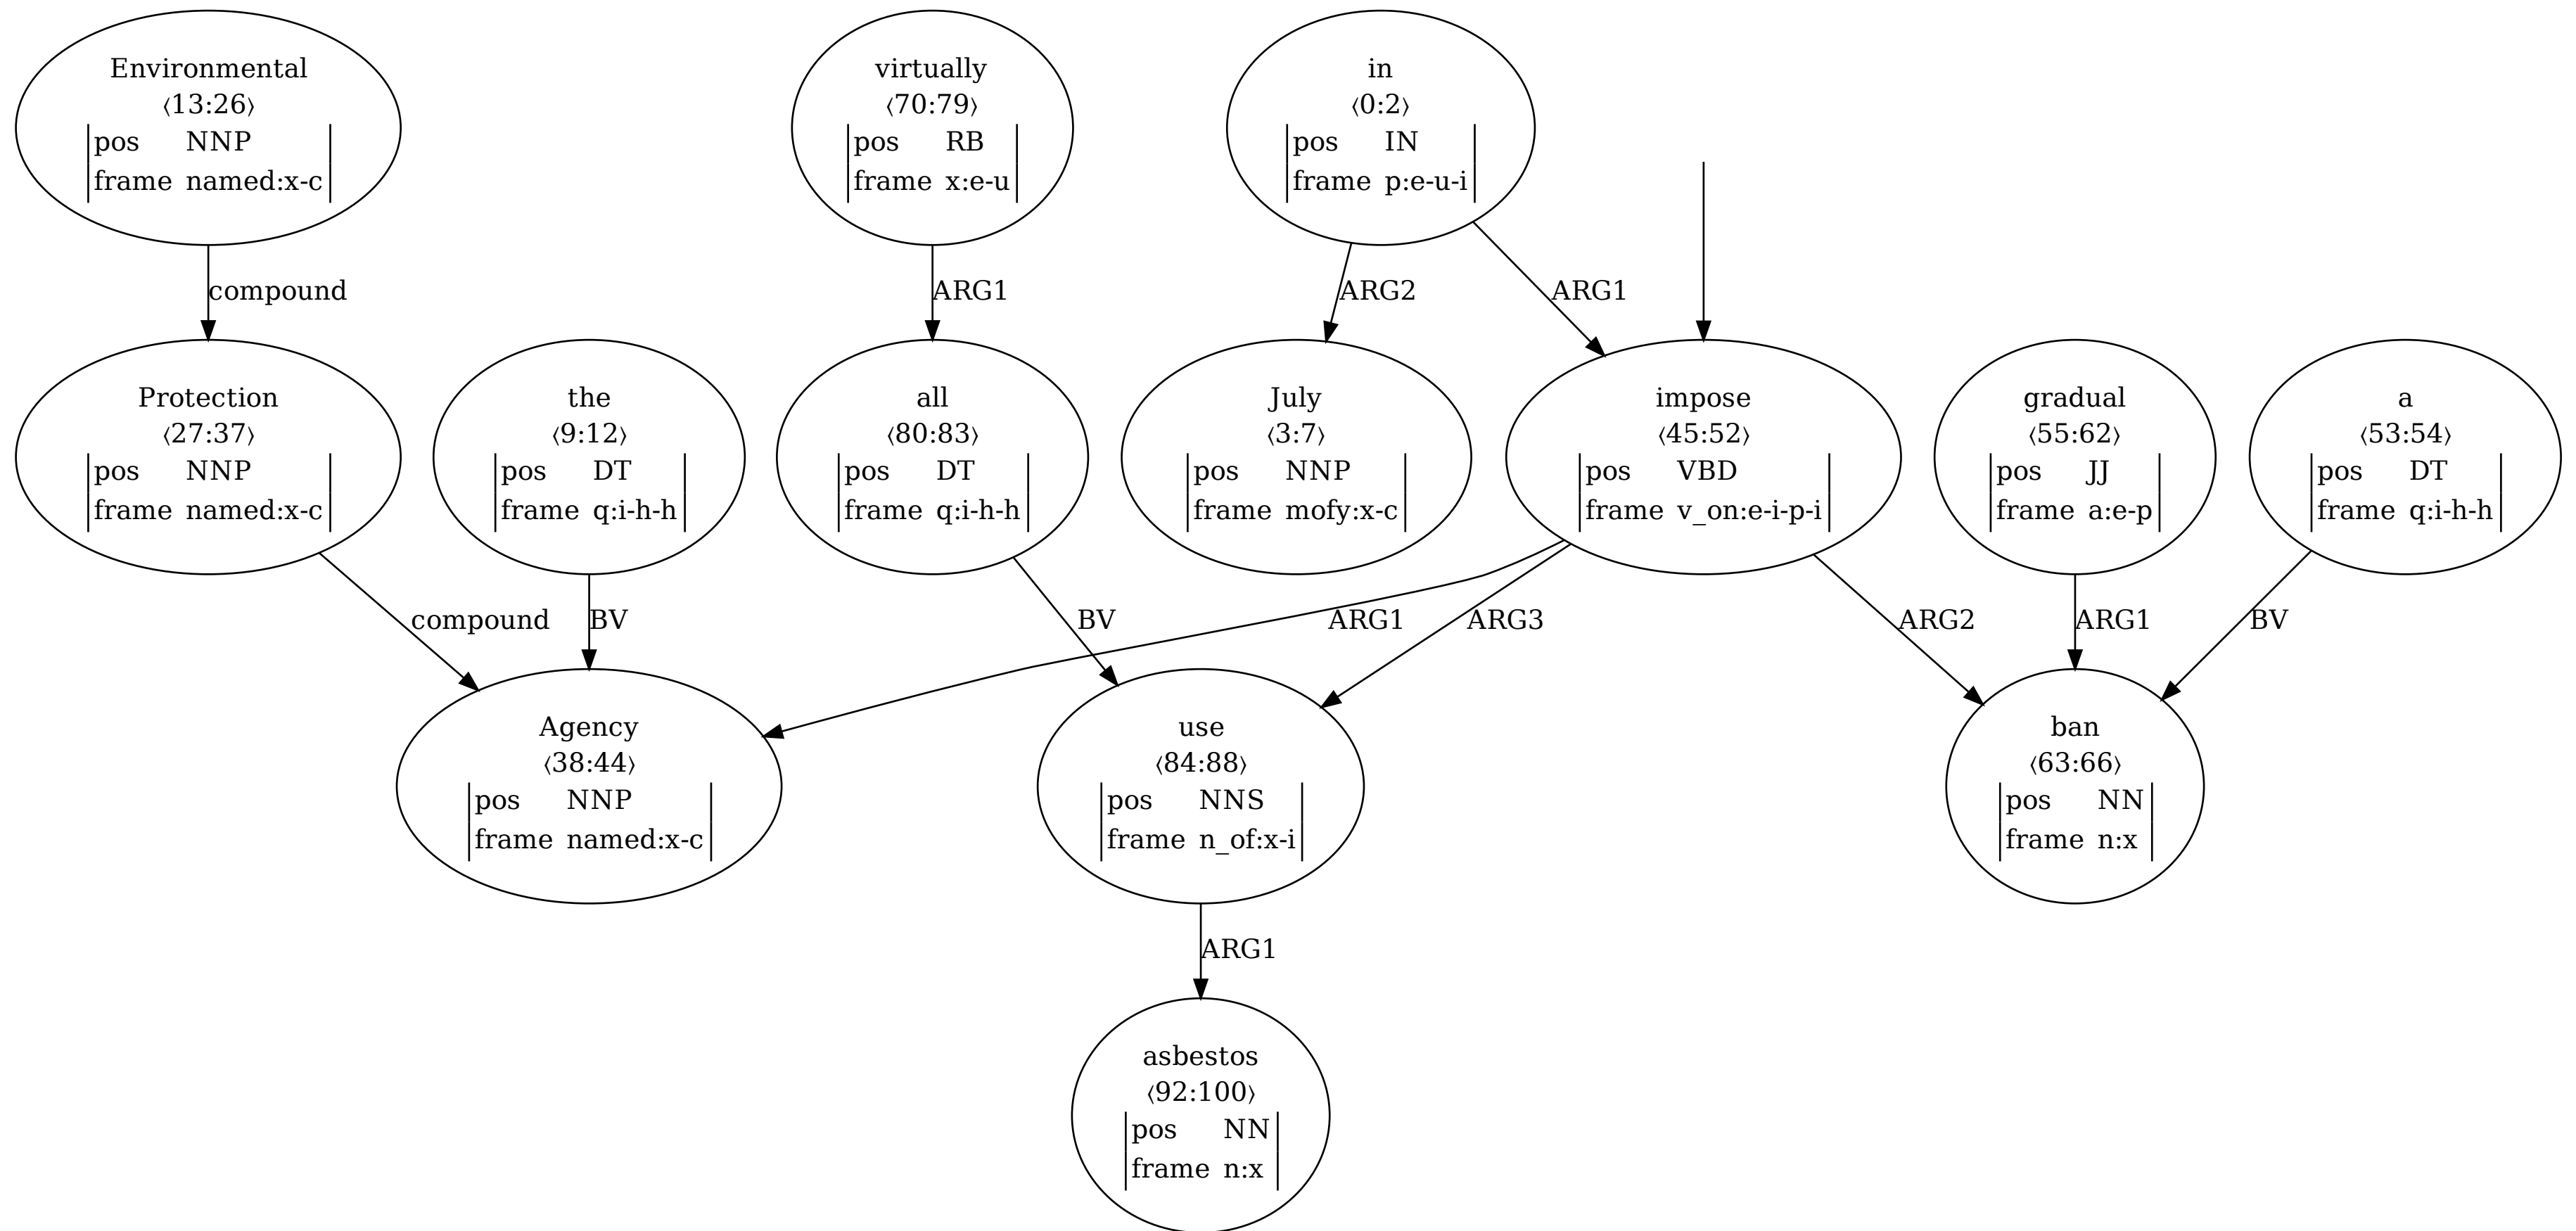 Environmental
⟨13:26⟩
pos NNP
frame named:x-c
virtually
⟨70:79⟩
pos RB
frame x:e-u
in
⟨0:2⟩
pos IN
frame p:e-u-i
compound
ARG1
ARG2
ARG1
Protection
⟨27:37⟩
pos NNP
frame named:x-c
the
⟨9:12⟩
pos DT
frame q:i-h-h
all
⟨80:83⟩
pos DT
frame q:i-h-h
July
⟨3:7⟩
pos NNP
frame mofy:x-c
impose
⟨45:52⟩
pos VBD
frame v_on:e-i-p-i
gradual
⟨55:62⟩
pos JJ
frame a:e-p
a
⟨53:54⟩
pos DT
frame q:i-h-h
compound
BV
BV
ARG1
ARG3
ARG2
ARG1
BV
Agency
⟨38:44⟩
pos NNP
frame named:x-c
use
⟨84:88⟩
pos NNS
frame n_of:x-i
ban
⟨63:66⟩
pos NN
frame n:x
ARG1
asbestos
⟨92:100⟩
pos NN
frame n:x